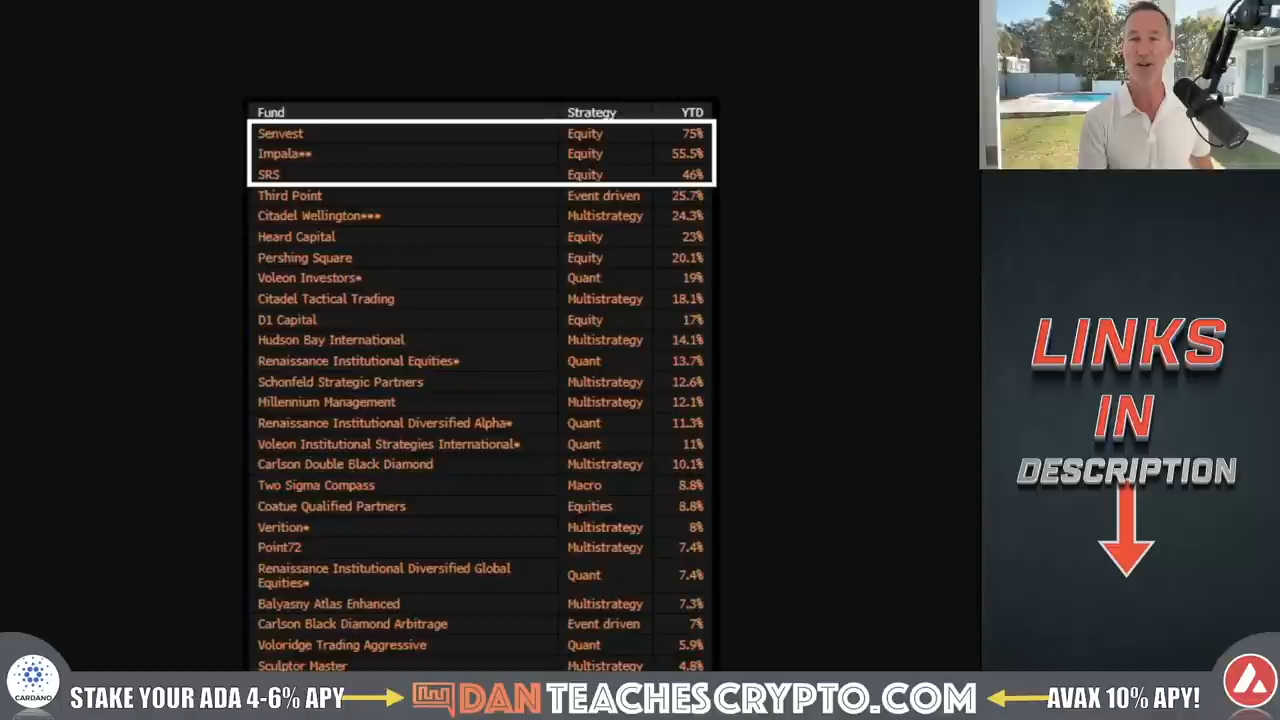 Fund Strategy YTD
Senvest Equity 75%
Impala** Equity 55.5%
SRS Equity 46%
Third Point Event driven 25.7%
Citadel Wellington*** Multistrategy 24.3%
Heard Capital Equity 23%
Pershing Square Equity 20.1%
Voleon Investors* Quant 19%
Citadel Tactical Trading Multistrategy 18.1%
D1 Capital Equity 17%
Hudson Bay International Multistrategy 14.1%
Renaissance Institutional Equities* Quant 13.7%
Schonfeld Strategic Partners Multistrategy 12.6%
Millennium Management Multistrategy 12.1%
Renaissance Institutional Diversified Alpha* Quant 11.3%
Voleon Institutional Strategies International* Quant 11%
Carlson Double Black Diamond Multistrategy 10.1%
Two Sigma Compass Macro 8.8%
Coatue Qualified Partners Equities 8.8%
Verition* Multistrategy 8%
Point72 Multistrategy 7.4%
Renaissance Institutional Diversified Global
Equities* Quant 7.4%
Balyasny Atlas Enhanced Multistrategy 7.3%
Carlson Black Diamond Arbitrage Event driven 7%
Voloridge Trading Aggressive Quant 5.9%
Sculptor Master Multistrategy 4.8%
LINKS
IN
DESCRIPTION
CARDANO
STAKE YOUR ADA 4-6% APY
DANTEACHESCRYPTO.COM
AVAX 10% APY!